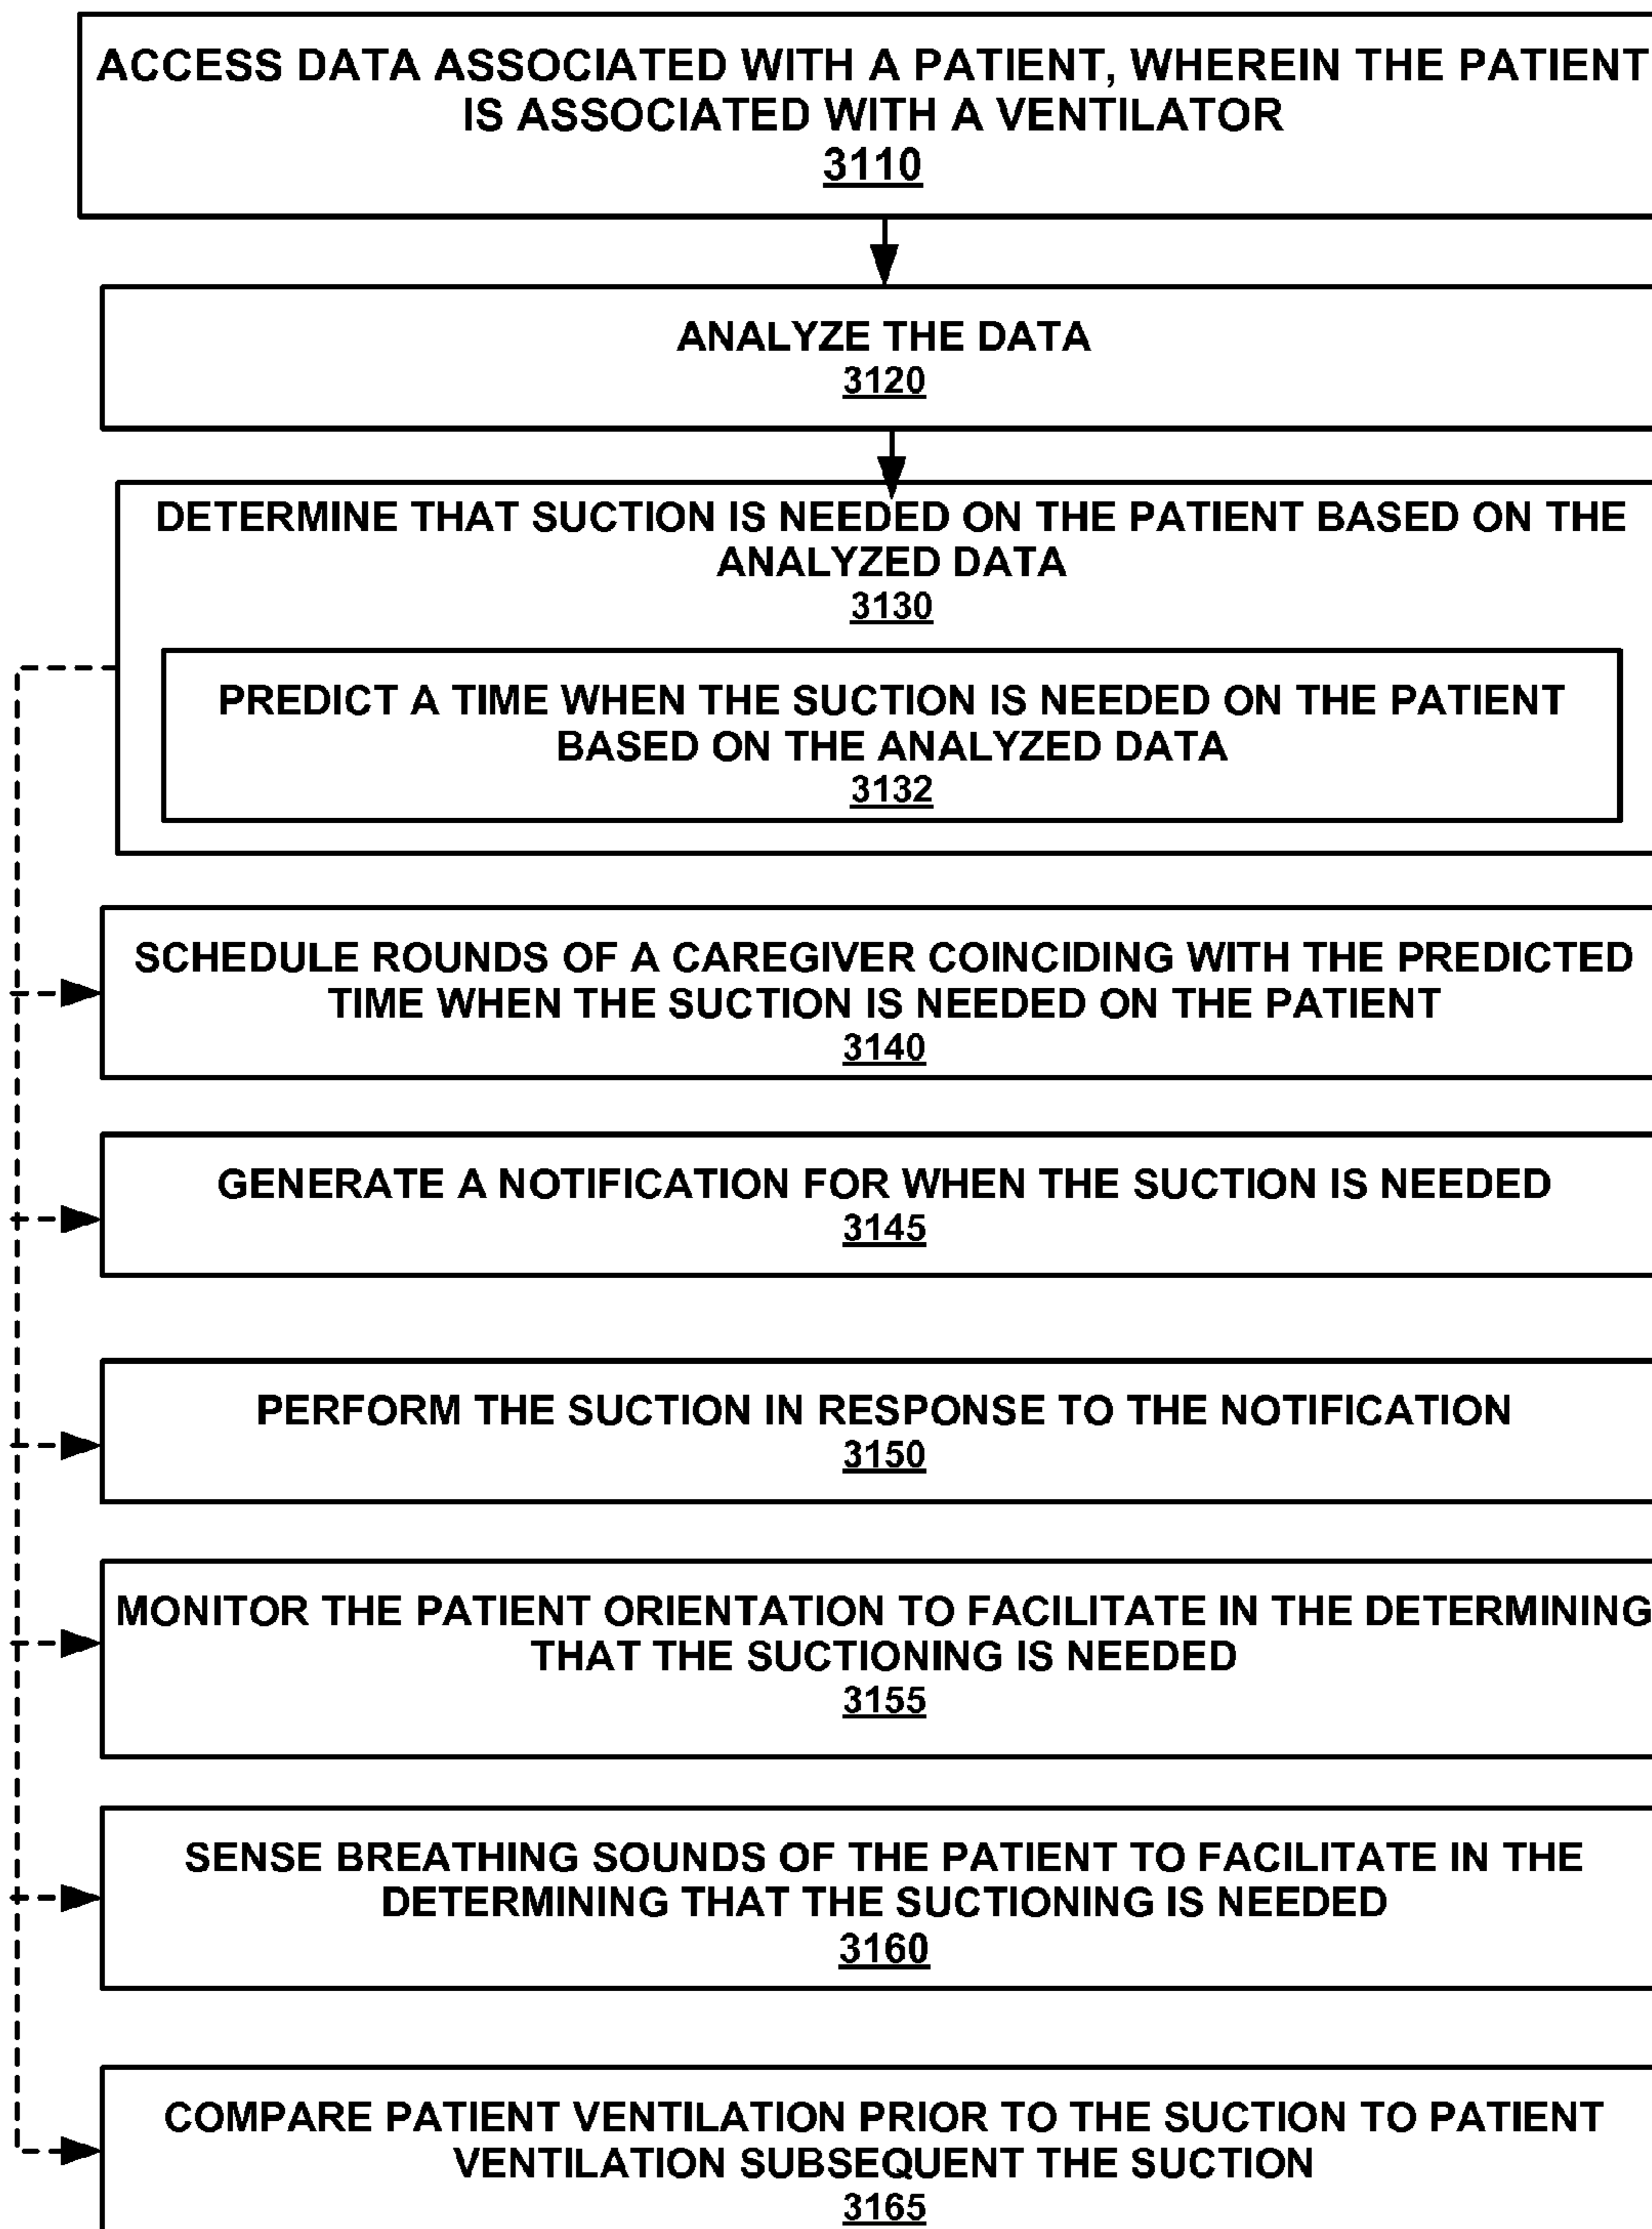 ACCESS DATA ASSOCIATED WITH A PATIENT, WHEREIN THE PATIENT
IS ASSOCIATED WITH A VENTILATOR
3110
ANALYZE THE DATA
3120
DETERMINE THAT SUCTION IS NEEDED ON THE PATIENT BASED ON THE
ANALYZED DATA
3130
PREDICT A TIME WHEN THE SUCTION IS NEEDED ON THE PATIENT
BASED ON THE ANALYZED DATA
3132
SCHEDULE ROUNDS OF A CAREGIVER COINCIDING WITH THE PREDICTED
TIME WHEN THE SUCTION IS NEEDED ON THE PATIENT
3140
GENERATE A NOTIFICATION FOR WHEN THE SUCTION IS NEEDED
3145
PERFORM THE SUCTION IN RESPONSE TO THE NOTIFICATION
3150
MONITOR THE PATIENT ORIENTATION TO FACILITATE IN THE DETERMINING
THAT THE SUCTIONING IS NEEDED
3155
SENSE BREATHING SOUNDS OF THE PATIENT TO FACILITATE IN THE
DETERMINING THAT THE SUCTIONING IS NEEDED
3160
COMPARE PATIENT VENTILATION PRIOR TO THE SUCTION TO PATIENT
VENTILATION SUBSEQUENT THE SUCTION
3165